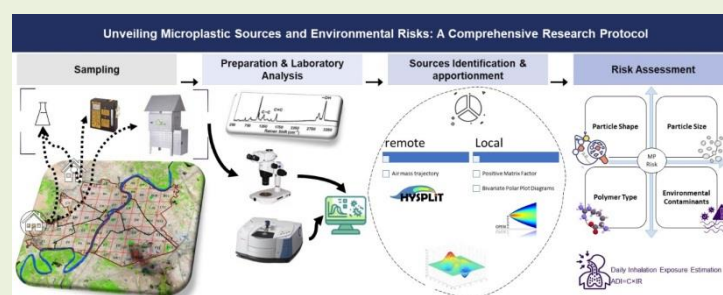 Unveiling Microplastic Sources and Environmental Risks: A Comprehensive Research Protocol
Sampling
Preparation & Laboratory
Analysis
Sources Identification &
apportionment
Risk Assessment
remote
Air mass trajectory
HYSPLIT
Local
Positive Matrix Factor
Bivariate Polar Plot Diagrams
Particle Shape
Particle Size
MP
Risk
Polymer Type
Environmental
Contaminants
Daily Inhalation Exposure Estimation
ADI=C×IR